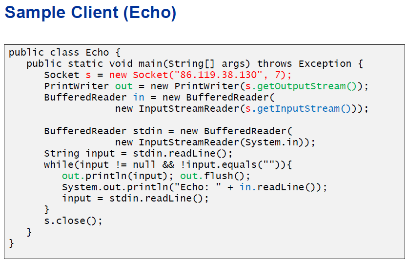 Sample Client (Echo)
public class Echo {
public static void main(String[] args) throws Exception {
Socket s = new Socket("86.119.38.130", 7);
PrintWriter out = new PrintWriter(s.getOutputStream());
BufferedReader in = new BufferedReader(
new InputStreamReader(s.getInputStream()));
BufferedReader stdin = new BufferedReader(
new InputStreamReader(System.in));
String input = stdin.readLine();
while(input != null && !input.equals("")){
out.println(input); out.flush();
System.out.println("Echo: " + in.readLine());
input = stdin.readLine();
}
s.close();
}
}